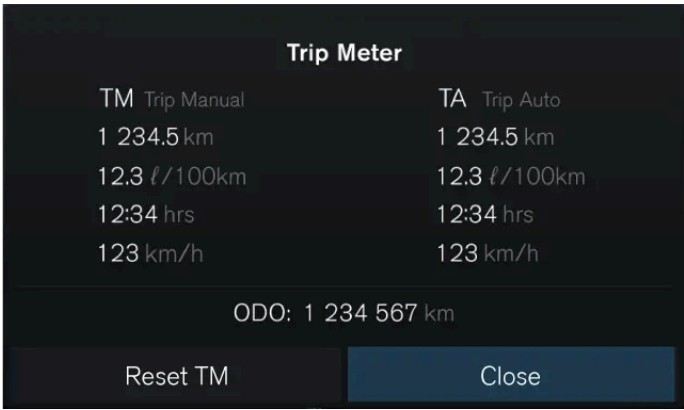 Trip Meter
TM Trip Manual
1 234.5 km
12.3 ℓ/100km
12:34 hrs
123 km/h
TA Trip Auto
1 234.5 km
12.3 ℓ/100km
12:34 hrs
123 km/h
ODO: 1 234 567 km
Reset TM
Close